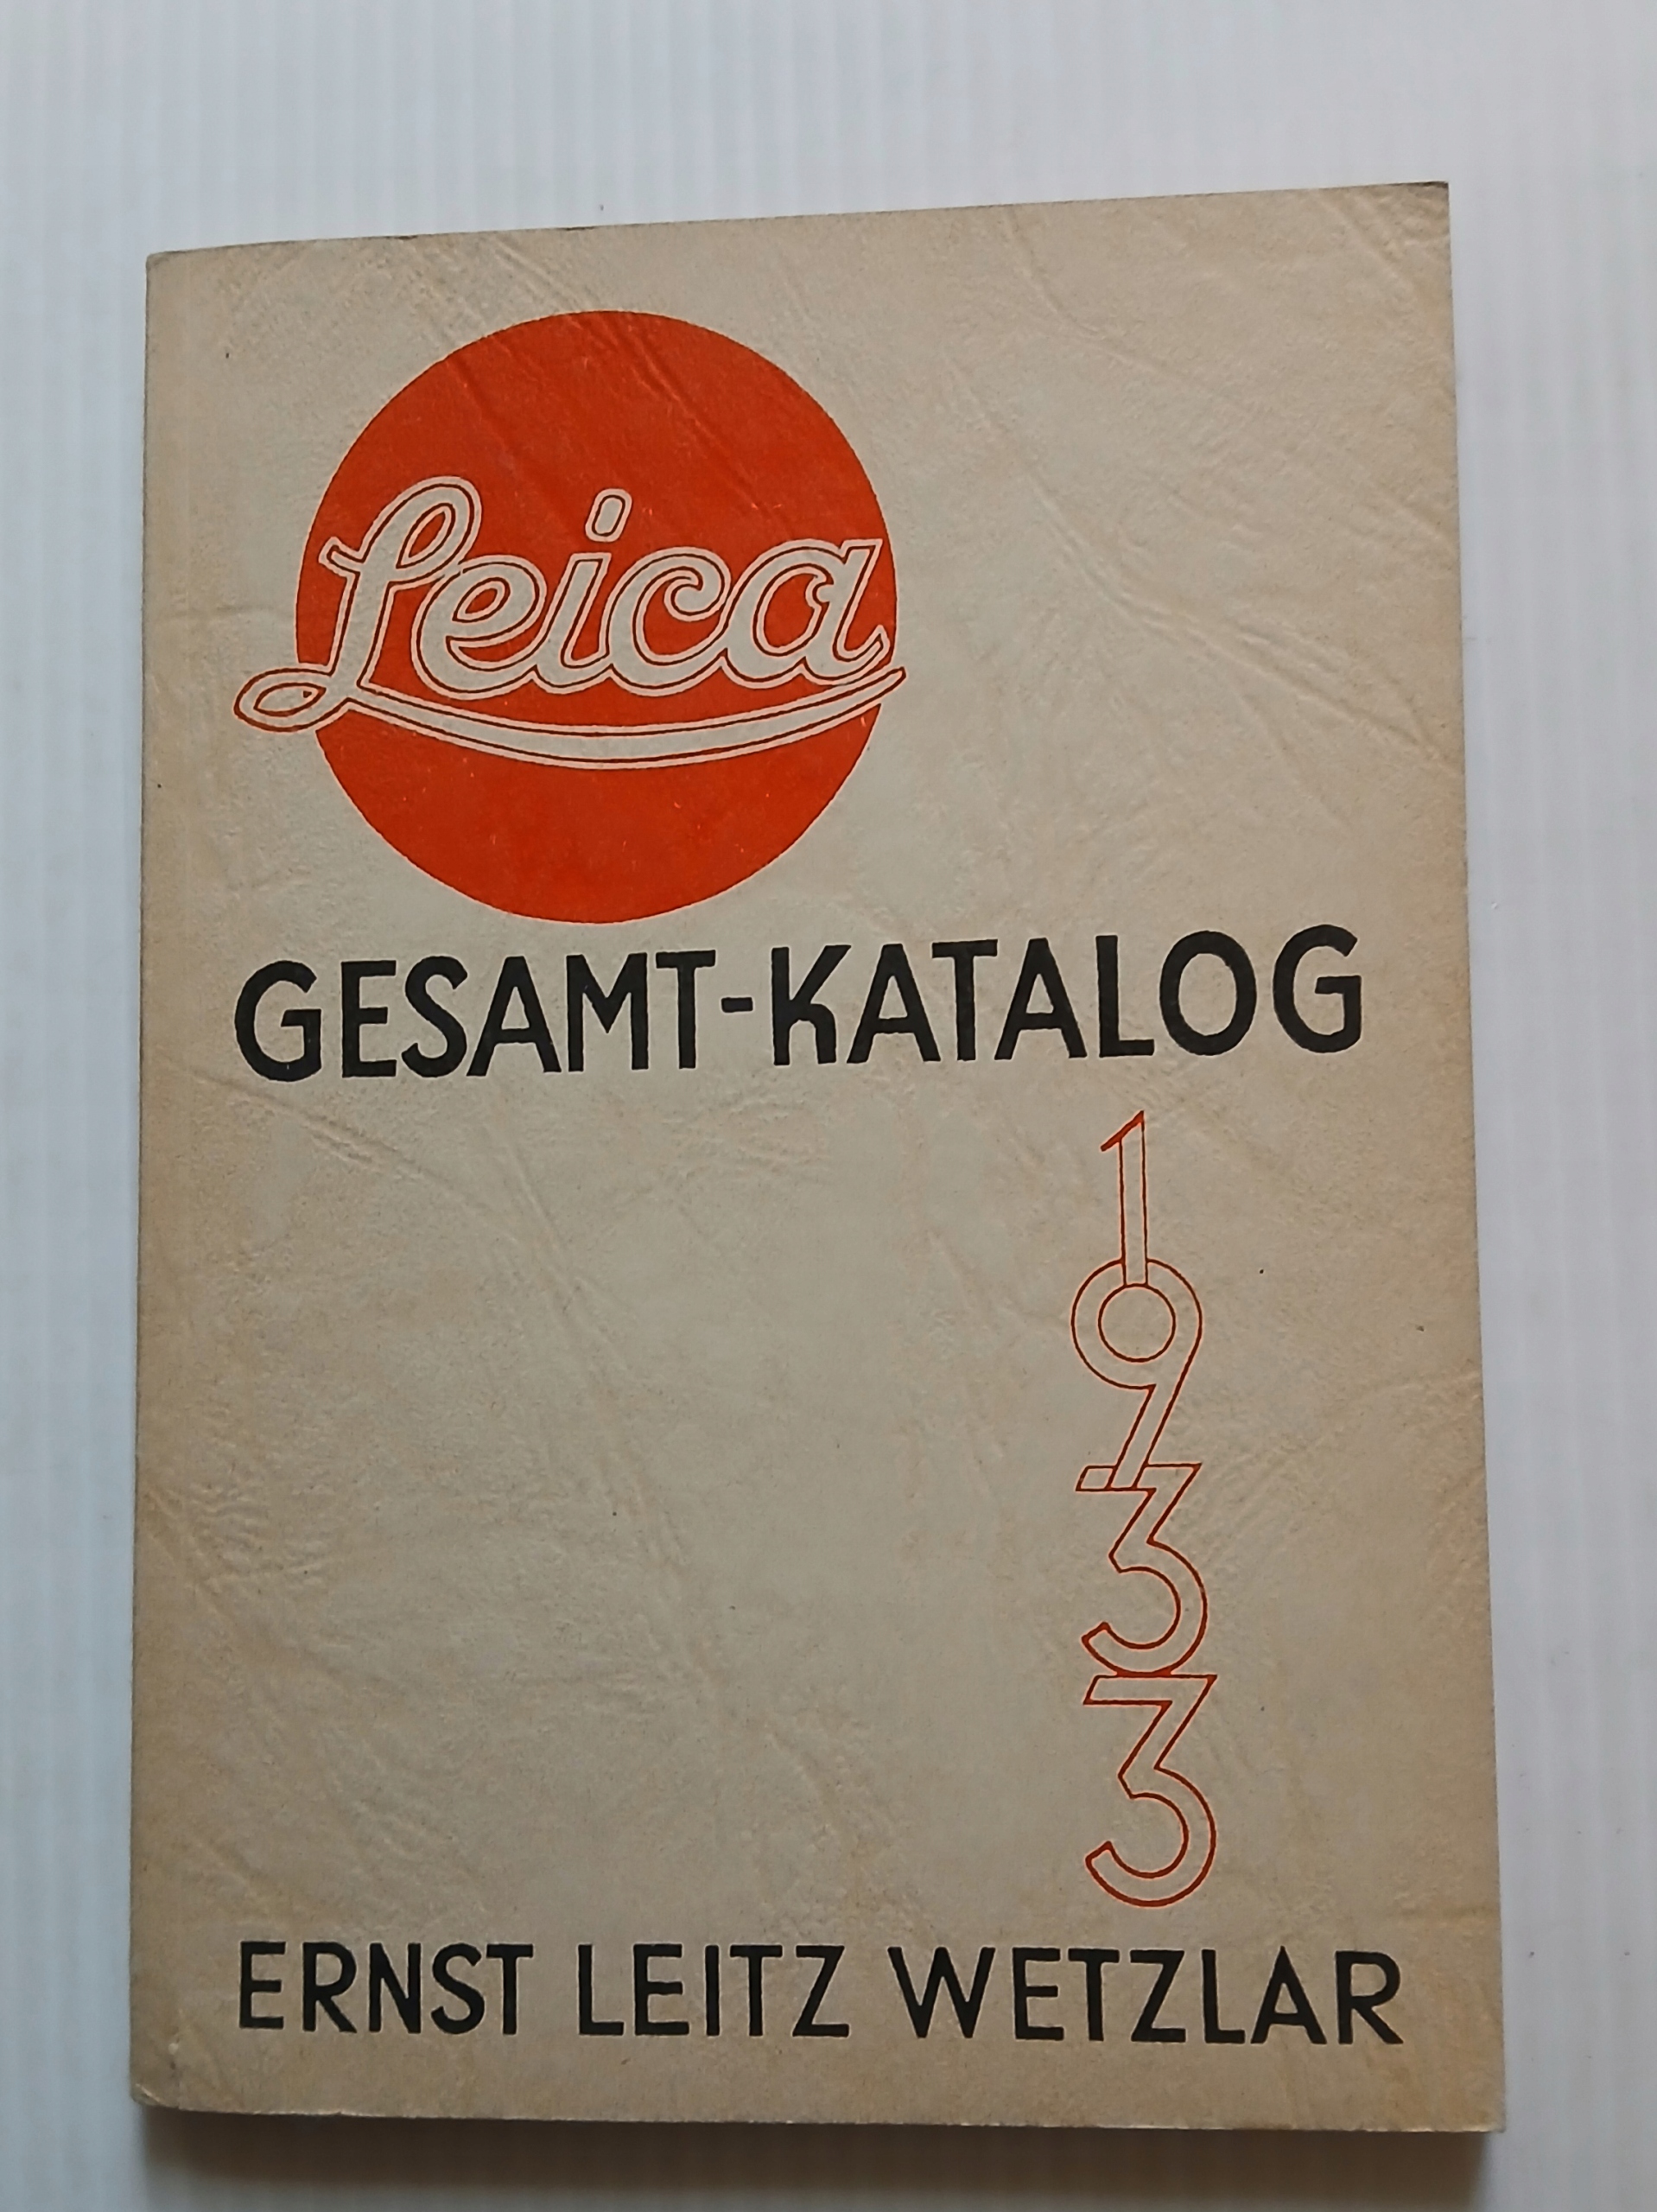 Leica
GESAMT-KATALOG
1933
ERNST LEITZ WETZLAR